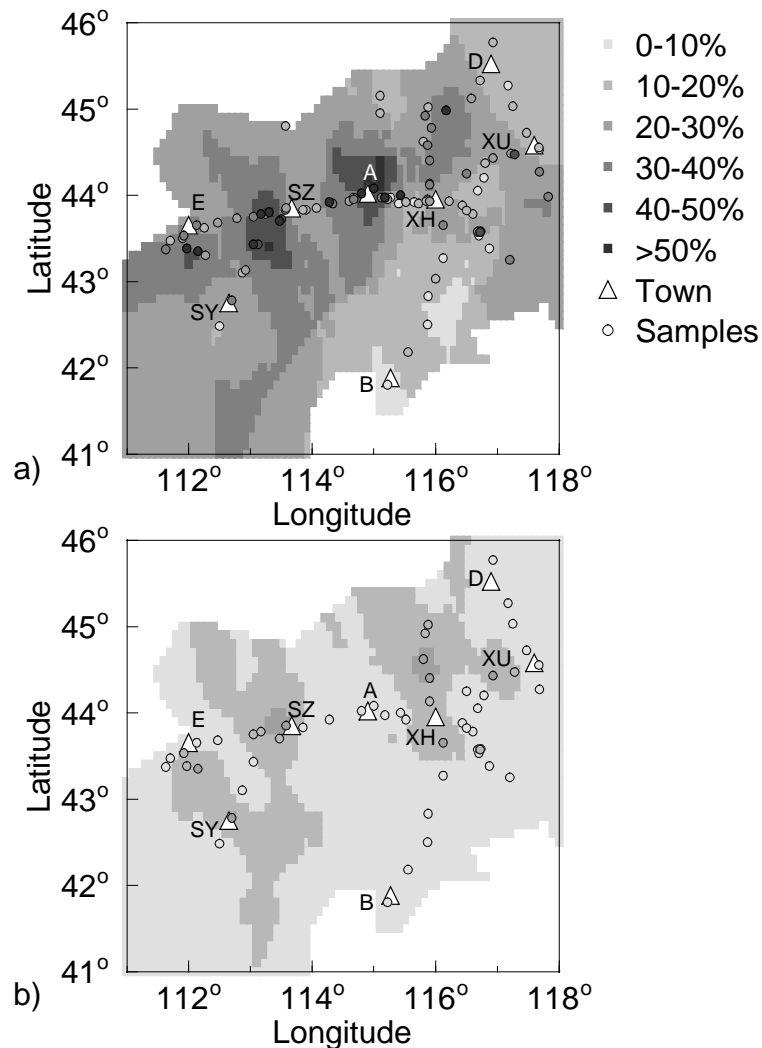 46°
45°
44°
43°
42°
41°
Latitude
112°
114°
116°
118°
Longitude
a)
D
XU
A
SZ
E
XH
SY
B
0-10%
10-20%
20-30%
30-40%
40-50%
>50%
Town
Samples
46°
45°
44°
43°
42°
41°
Latitude
112°
114°
116°
118°
Longitude
b)
D
XU
A
SZ
E
XH
SY
B